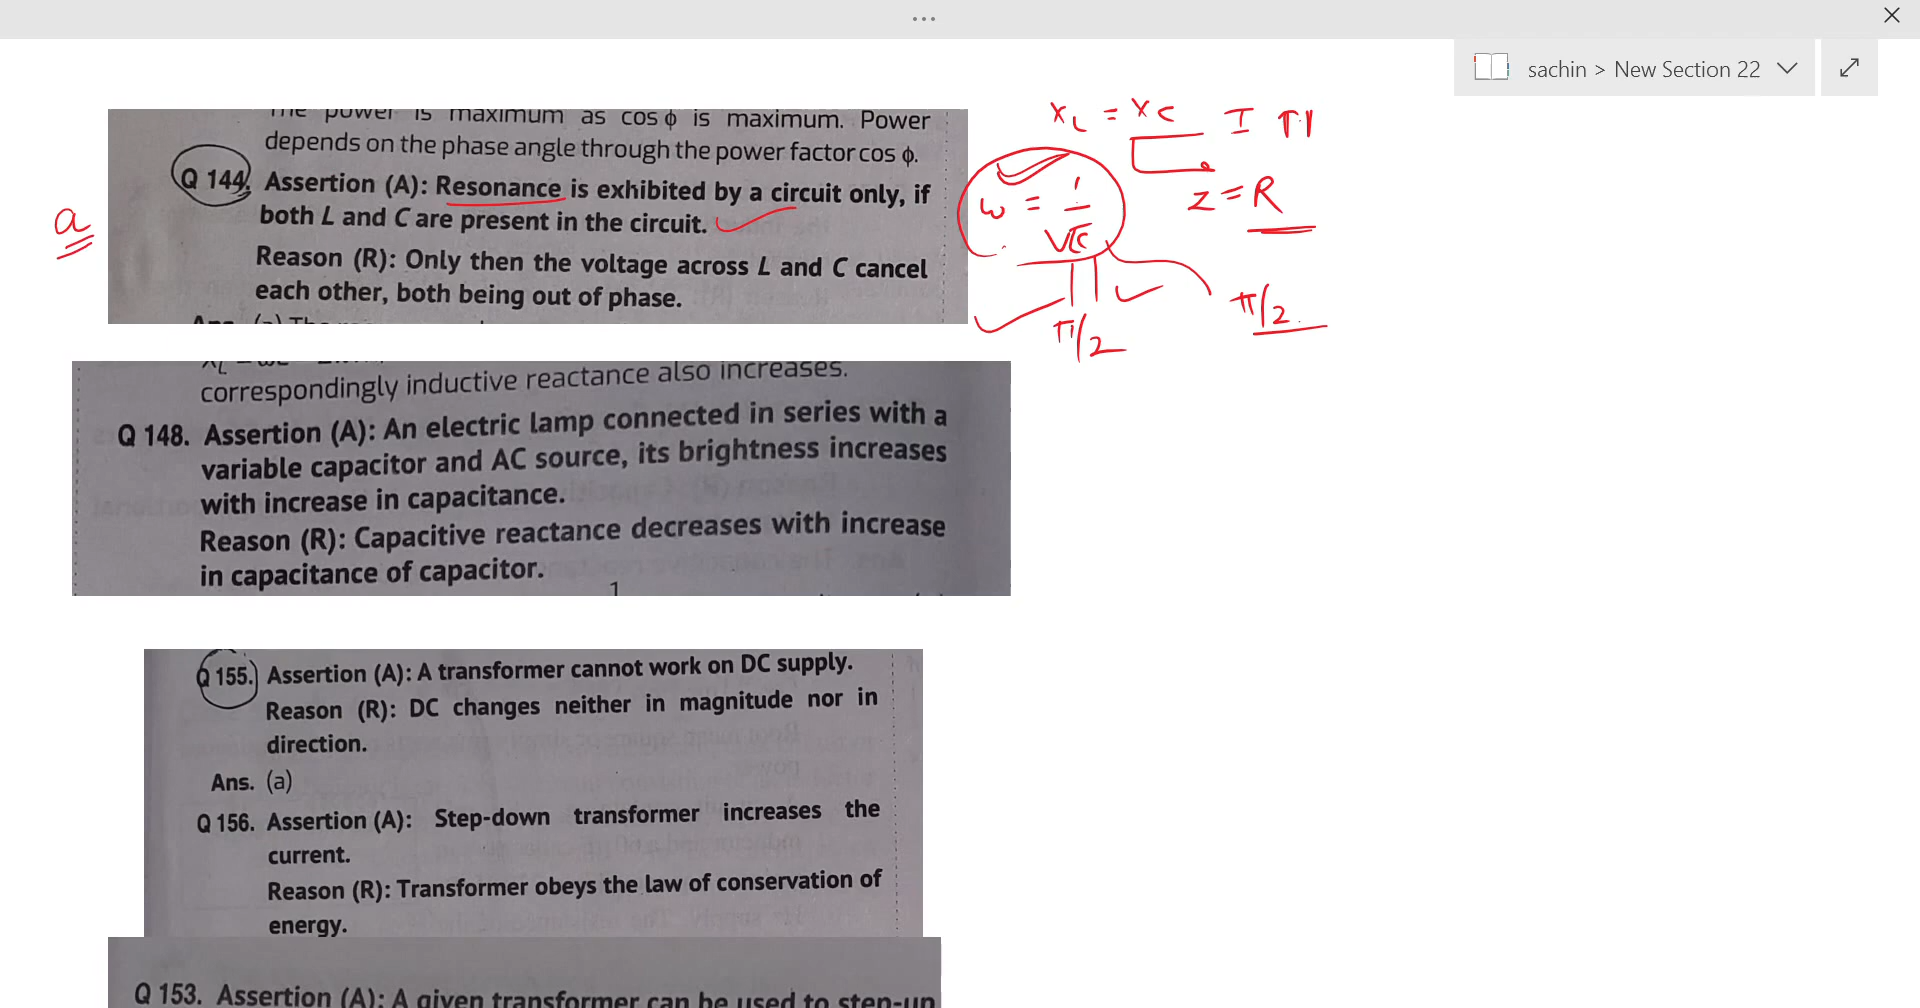 sachin > New Section 22
The power is maximum as cos ϕ is maximum. Power
depends on the phase angle through the power factor cos ϕ.
Q 144. Assertion (A): Resonance is exhibited by a circuit only, if
both L and C are present in the circuit.
Reason (R): Only then the voltage across L and C cancel
each other, both being out of phase.
a
X_L = X_C
I
Z = R
ω = 1/√LC
π/2
π/2
correspondingly inductive reactance also increases.
Q 148. Assertion (A): An electric lamp connected in series with a
variable capacitor and AC source, its brightness increases
with increase in capacitance.
Reason (R): Capacitive reactance decreases with increase
in capacitance of capacitor.
Q 155. Assertion (A): A transformer cannot work on DC supply.
Reason (R): DC changes neither in magnitude nor in
direction.
Ans. (a)
Q 156. Assertion (A): Step-down transformer increases the
current.
Reason (R): Transformer obeys the law of conservation of
energy.
Q 153. Assertion (A): A given transformer can be used to step-up